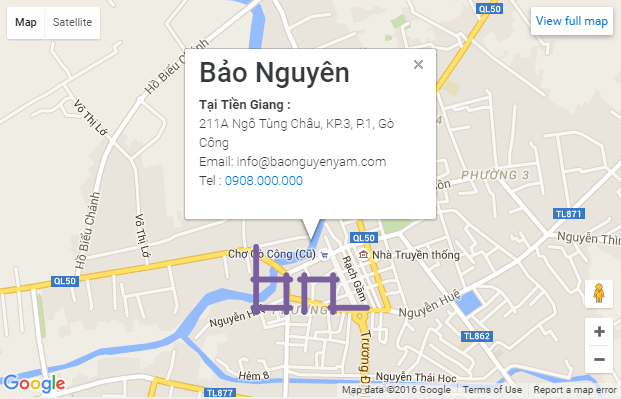 Map
Satellite
QL50
View full map
Bảo Nguyên
Tại Tiền Giang :
211A Ngô Tùng Châu, KP.3, P.1, Gò
Công
Email: info@baonguyenyam.com
Tel : 0908.000.000
Hồ Biểu Chánh
Võ Thị Lớ
Hồ Biểu Chánh
Võ Thị Lớ
PHƯỜNG 3
TL871
Nguyễn Thìn
QL50
Chợ Gò Công (Cũ)
Nhà Truyền thống
Rạch Gầm
QL50
Nguyễn Huệ
Nguyễn
TL862
Trương Đ
Hẻm 8
Nguyễn Thái Học
TL877
Google
Map data ©2016 Google
Terms of Use
Report a map error